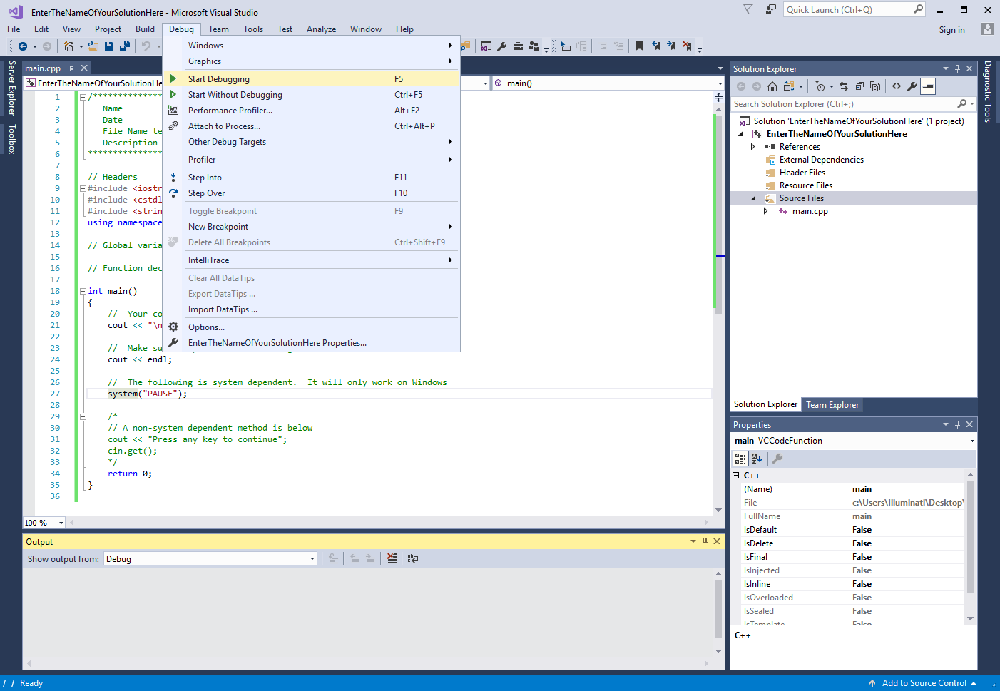 EnterTheNameOfYourSolutionHere - Microsoft Visual Studio
Quick Launch (Ctrl+Q)
File Edit View Project Build Debug Team Tools Test Analyze Window Help
Sign in
Server Explorer
Toolbox
main.cpp
EnterTheNameOfYourSolutionHe
main()
Windows
Graphics
Start Debugging F5
Start Without Debugging Ctrl+F5
Performance Profiler... Alt+F2
Attach to Process... Ctrl+Alt+P
Other Debug Targets
Profiler
Step Into F11
Step Over F10
Toggle Breakpoint F9
New Breakpoint
Delete All Breakpoints Ctrl+Shift+F9
IntelliTrace
Clear All DataTips
Export DataTips ...
Import DataTips ...
Options...
EnterTheNameOfYourSolutionHere Properties...
1 /**************
2 Name
3 Date
4 File Name te
5 Description
6 ***************
7
8 // Headers
9 #include <iostr
10 #include <cstdl
11 #include <strin
12 using namespace
13
14 // Global varia
15
16 // Function dec
17
18 int main()
19 {
20 // Your co
21 cout << "\n
22
23 // Make su
24 cout << endl;
25
26 // The following is system dependent. It will only work on Windows
27 system("PAUSE");
28
29 /*
30 // A non-system dependent method is below
31 cout << "Press any key to continue";
32 cin.get();
33 */
34 return 0;
35 }
36
100 %
Output
Show output from: Debug
Solution Explorer
Search Solution Explorer (Ctrl+;)
Solution 'EnterTheNameOfYourSolutionHere' (1 project)
EnterTheNameOfYourSolutionHere
References
External Dependencies
Header Files
Resource Files
Source Files
main.cpp
Solution Explorer Team Explorer
Properties
main VCCodeFunction
C++
(Name) main
File c:\Users\Illuminati\Desktop\
FullName main
IsDefault False
IsDelete False
IsFinal False
IsInjected False
IsInline False
IsOverloaded False
IsSealed False
IsTemplate False
C++
Diagnostic Tools
Ready
Add to Source Control